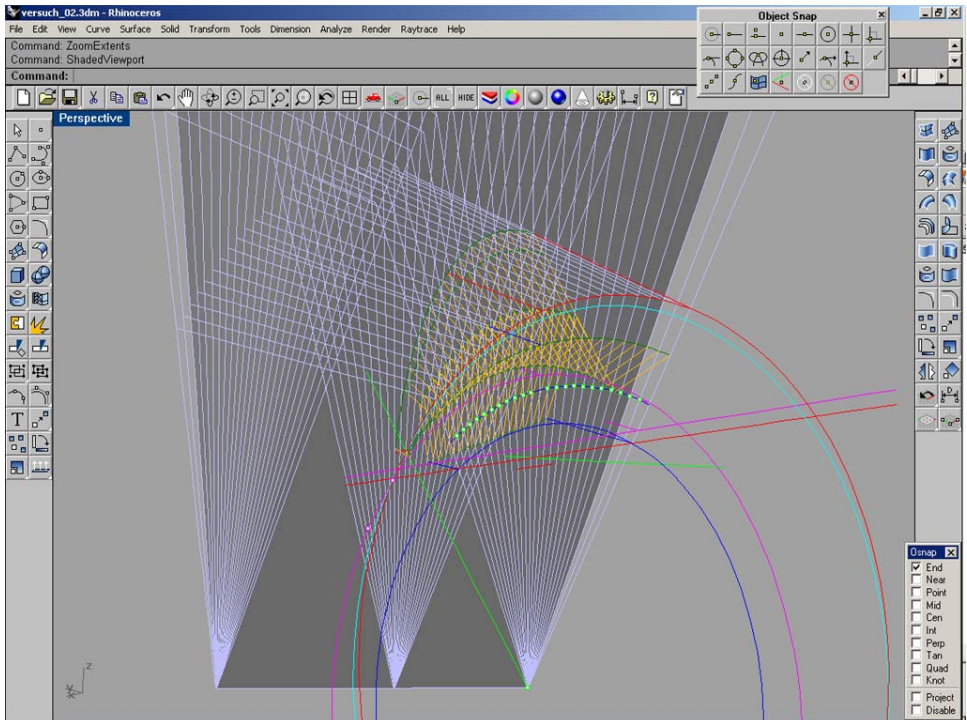 versuch_02.3dm - Rhinoceros
File Edit View Curve Surface Solid Transform Tools Dimension Analyze Render Raytrace Help
Object Snap
Command: ZoomExtents
Command: ShadedViewport
Command:
ALL HIDE
Perspective
T
Osnap
End
Near
Point
Mid
Cen
Int
Perp
Tan
Quad
Knot
Project
Disable
z